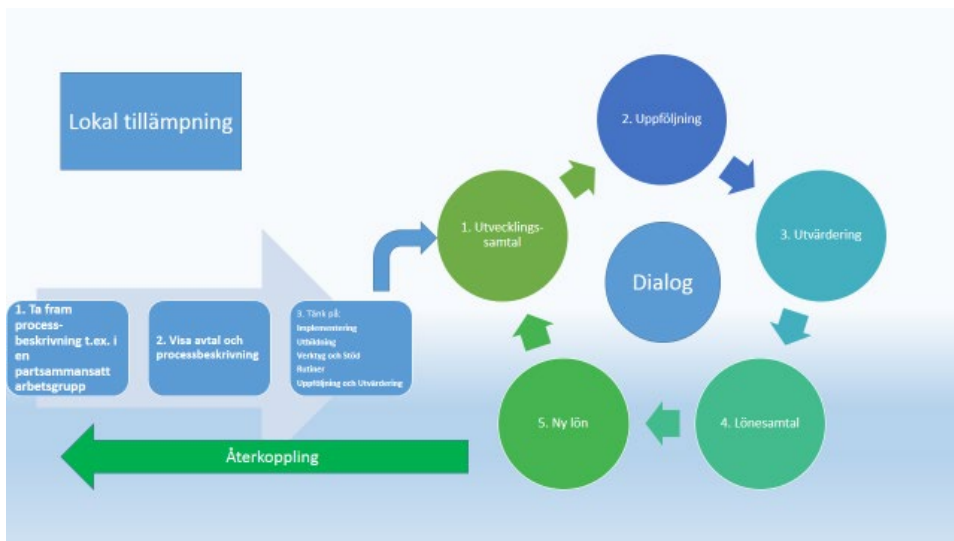 Lokal tillämpning
1. Ta fram
process-
beskrivning t.ex. i
en
partsammansatt
arbetsgrupp
2. Visa avtal och
processbeskrivning
3. Tänk på:
Implementering
Utbildning
Verktyg och Stöd
Rutiner
Uppföljning och Utvärdering
Återkoppling
1. Utvecklings-
samtal
2. Uppföljning
3. Utvärdering
4. Lönesamtal
5. Ny lön
Dialog